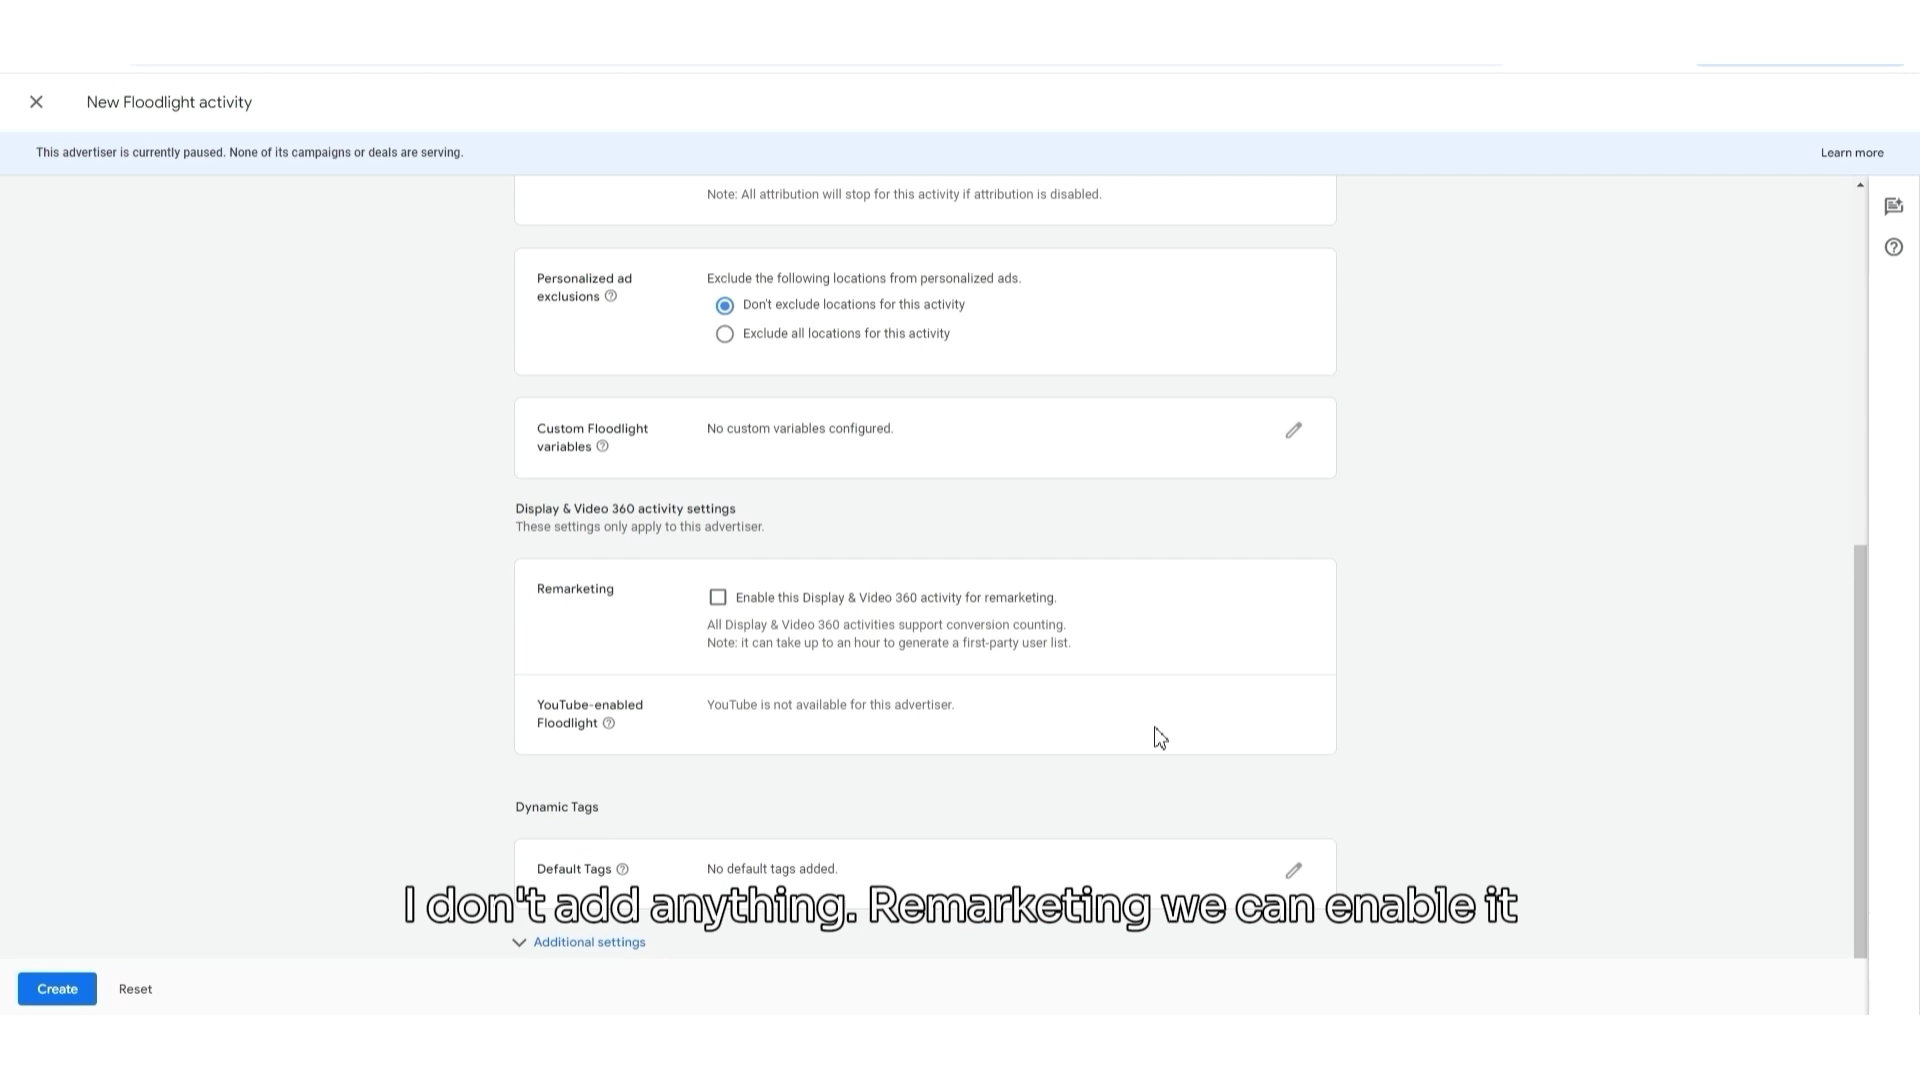 New Floodlight activity
This advertiser is currently paused. None of its campaigns or deals are serving.
Learn more
Note: All attribution will stop for this activity if attribution is disabled.
Personalized ad
exclusions
Exclude the following locations from personalized ads.
Don't exclude locations for this activity
Exclude all locations for this activity
Custom Floodlight
variables
No custom variables configured.
Display & Video 360 activity settings
These settings only apply to this advertiser.
Remarketing
Enable this Display & Video 360 activity for remarketing.
All Display & Video 360 activities support conversion counting.
Note: it can take up to an hour to generate a first-party user list.
YouTube-enabled
Floodlight
YouTube is not available for this advertiser.
Dynamic Tags
Default Tags
No default tags added.
I don't add anything. Remarketing we can enable it
Additional settings
Create
Reset